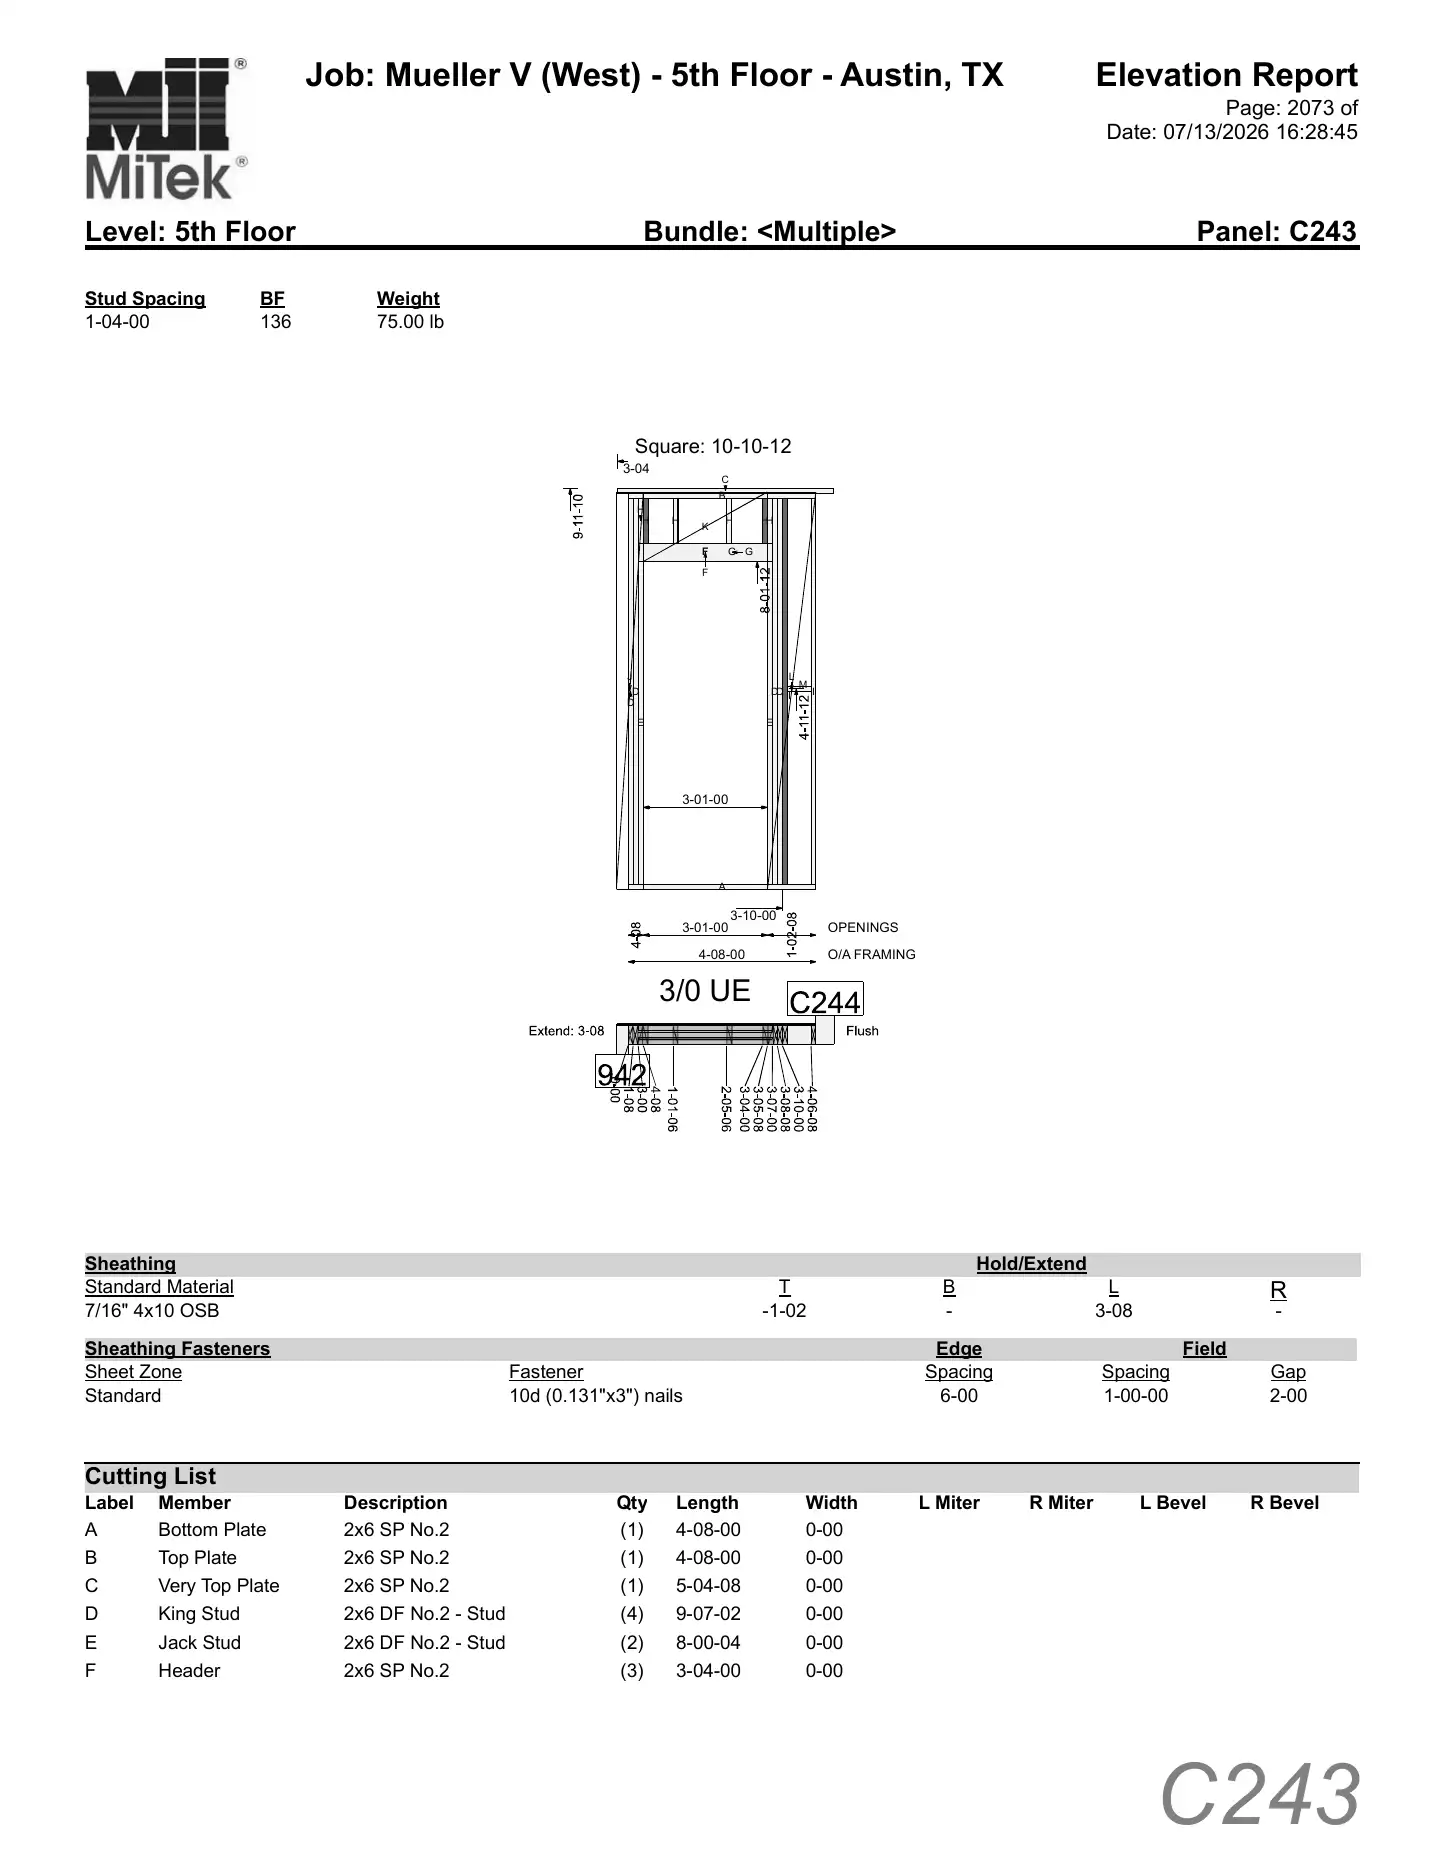 Job: Mueller V (West) - 5th Floor - Austin, TX
Elevation Report
Page: 2073 of
Date: 07/13/2026 16:28:45
MiTek®
Level: 5th Floor
Bundle: <Multiple>
Panel: C243
Stud Spacing BF Weight
1-04-00 136 75.00 lb
Square: 10-10-12
3-04
C
B
9-11-10
K
E G G
F
8-01-12
L
M
D
4-11-12
3-01-00
A
3-10-00
4-08 3-01-00 1-02-08 OPENINGS
4-08-00 O/A FRAMING
3/0 UE
C244
Extend: 3-08
Flush
942
1-08
3-00
4-08
1-01-06
2-05-06
3-04-00
3-05-08
3-07-00
3-08-08
3-10-00
4-06-08
Sheathing Hold/Extend
Standard Material T B L R
7/16" 4x10 OSB -1-02 - 3-08 -
Sheathing Fasteners Edge Field
Sheet Zone Fastener Spacing Spacing Gap
Standard 10d (0.131"x3") nails 6-00 1-00-00 2-00
Cutting List
Label Member Description Qty Length Width L Miter R Miter L Bevel R Bevel
A Bottom Plate 2x6 SP No.2 (1) 4-08-00 0-00
B Top Plate 2x6 SP No.2 (1) 4-08-00 0-00
C Very Top Plate 2x6 SP No.2 (1) 5-04-08 0-00
D King Stud 2x6 DF No.2 - Stud (4) 9-07-02 0-00
E Jack Stud 2x6 DF No.2 - Stud (2) 8-00-04 0-00
F Header 2x6 SP No.2 (3) 3-04-00 0-00
C243